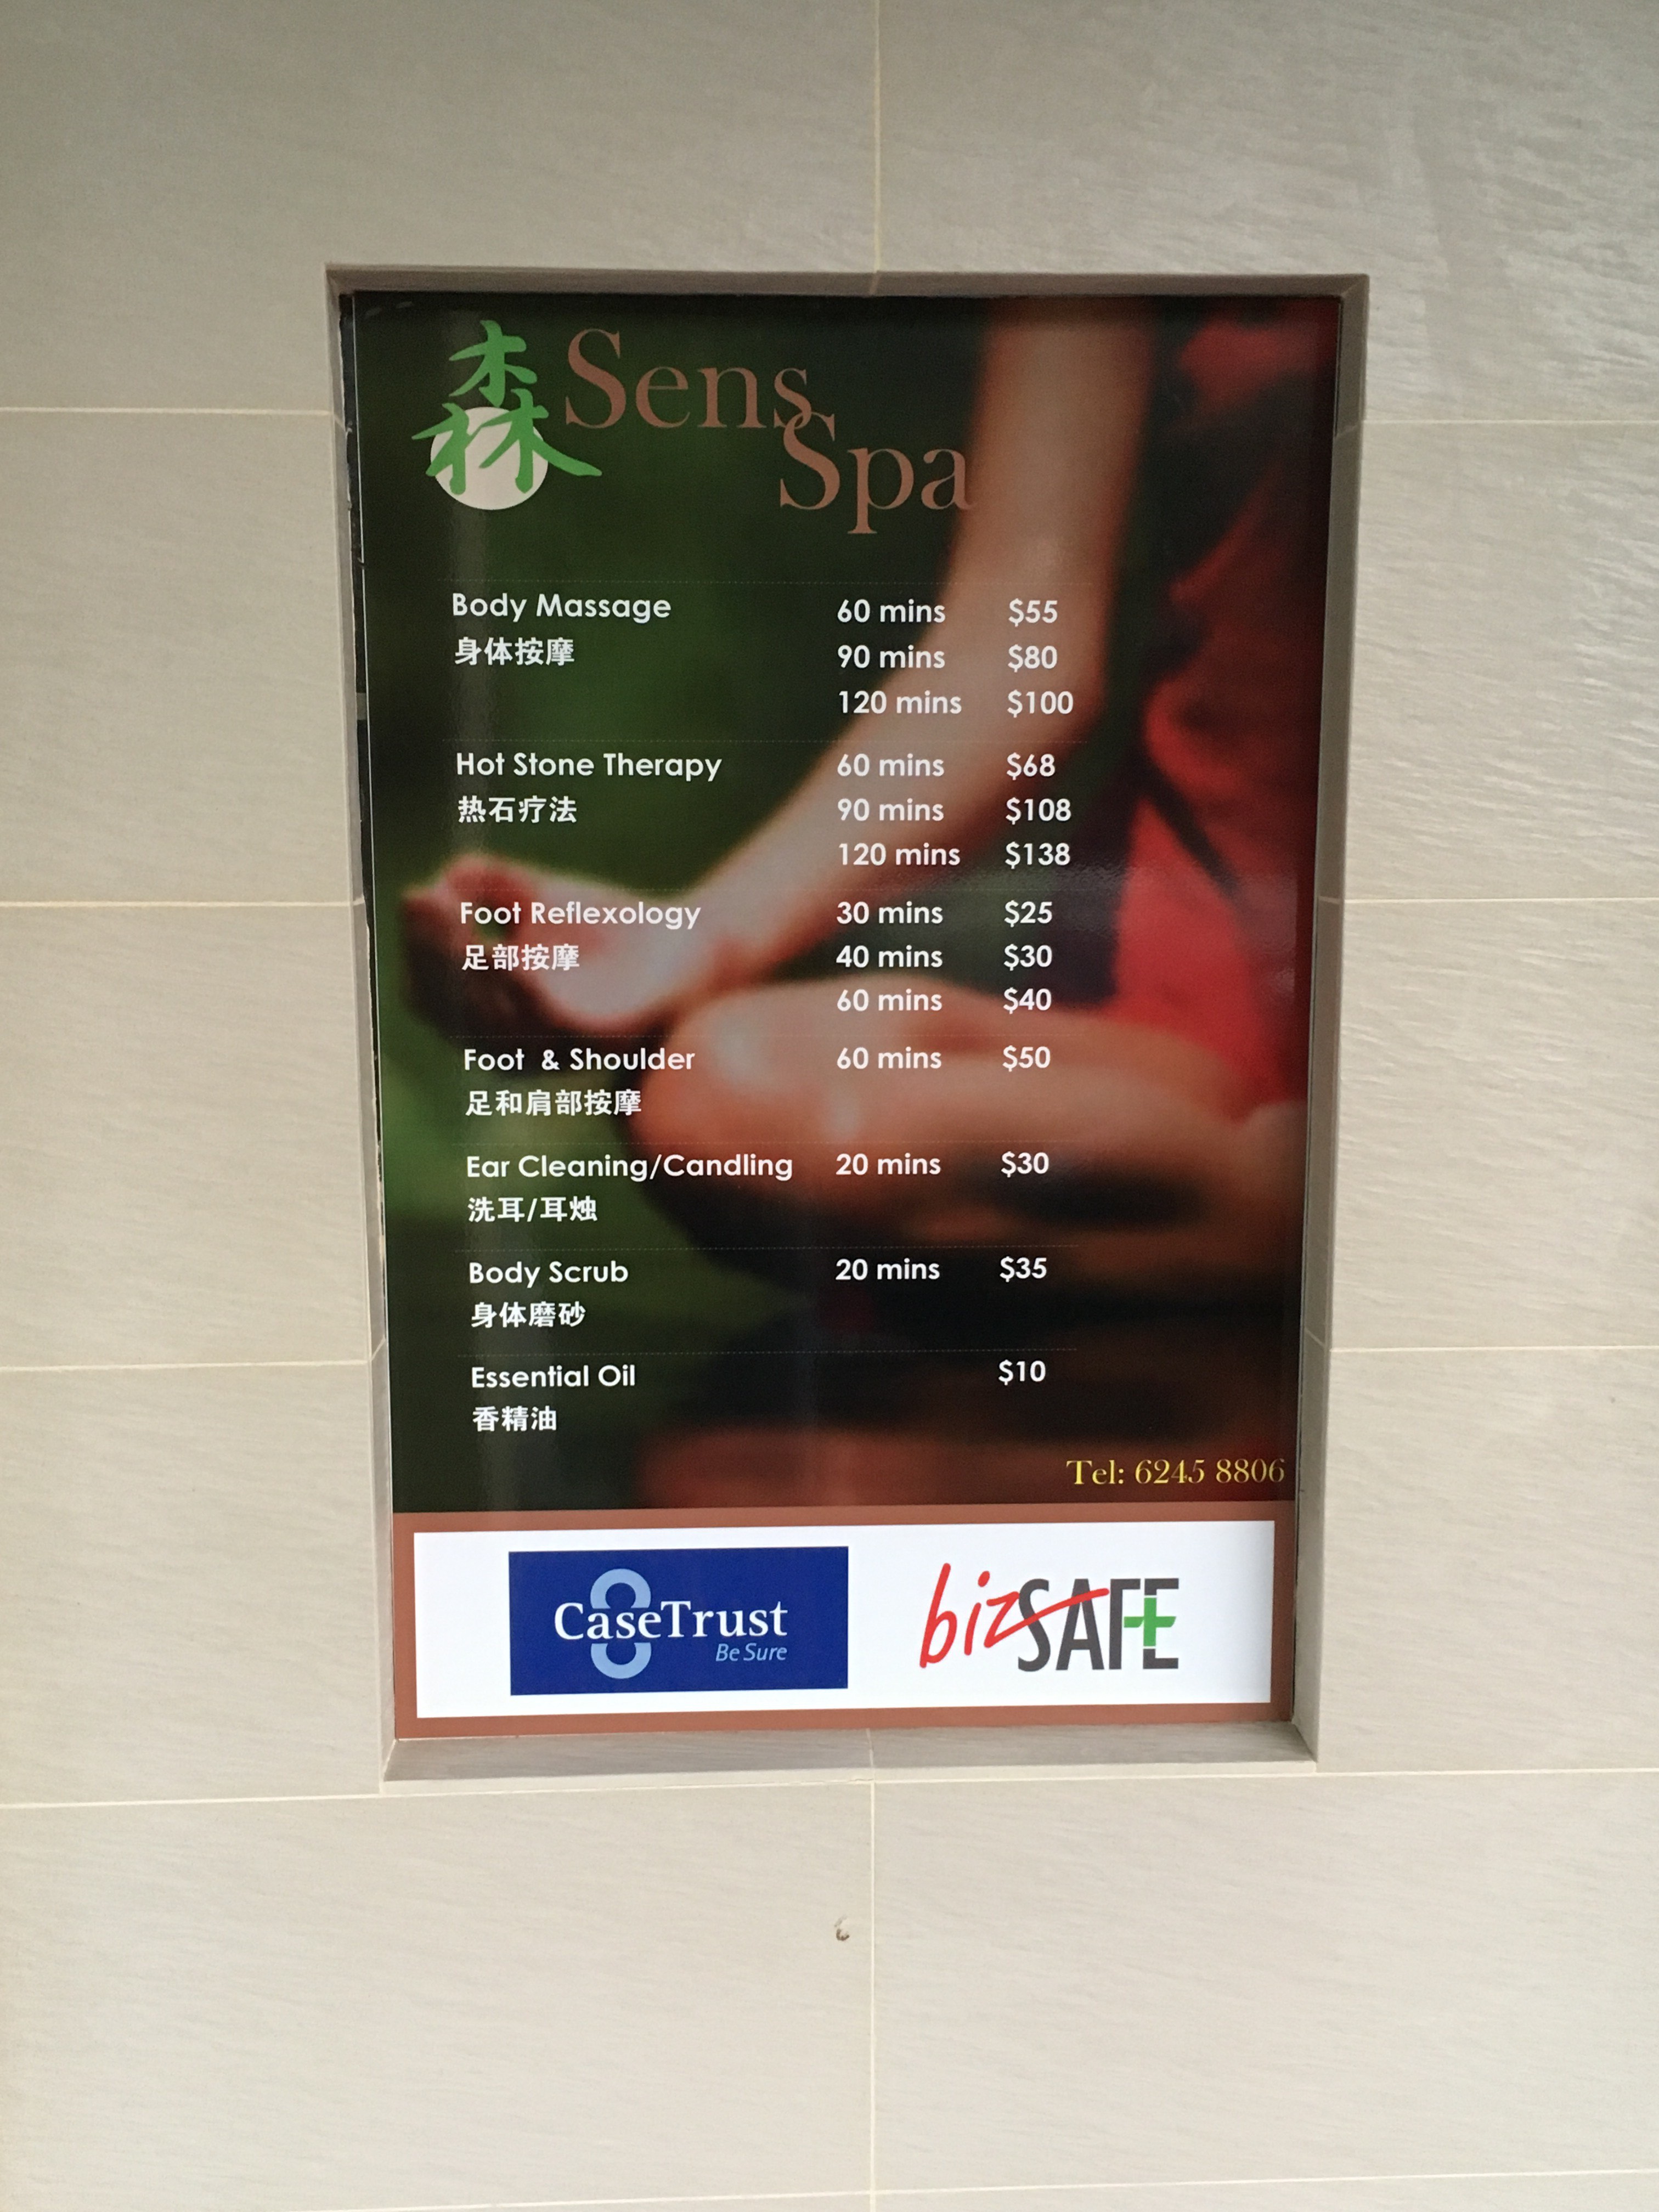 森 Sens
Spa
Body Massage 60 mins $55
身体按摩 90 mins $80
120 mins $100
Hot Stone Therapy 60 mins $68
热石疗法 90 mins $108
120 mins $138
Foot Reflexology 30 mins $25
足部按摩 40 mins $30
60 mins $40
Foot & Shoulder 60 mins $50
足和肩部按摩
Ear Cleaning/Candling 20 mins $30
洗耳/耳烛
Body Scrub 20 mins $35
身体磨砂
Essential Oil $10
香精油
Tel: 6245 8806
CaseTrust bizSAFE
Be Sure